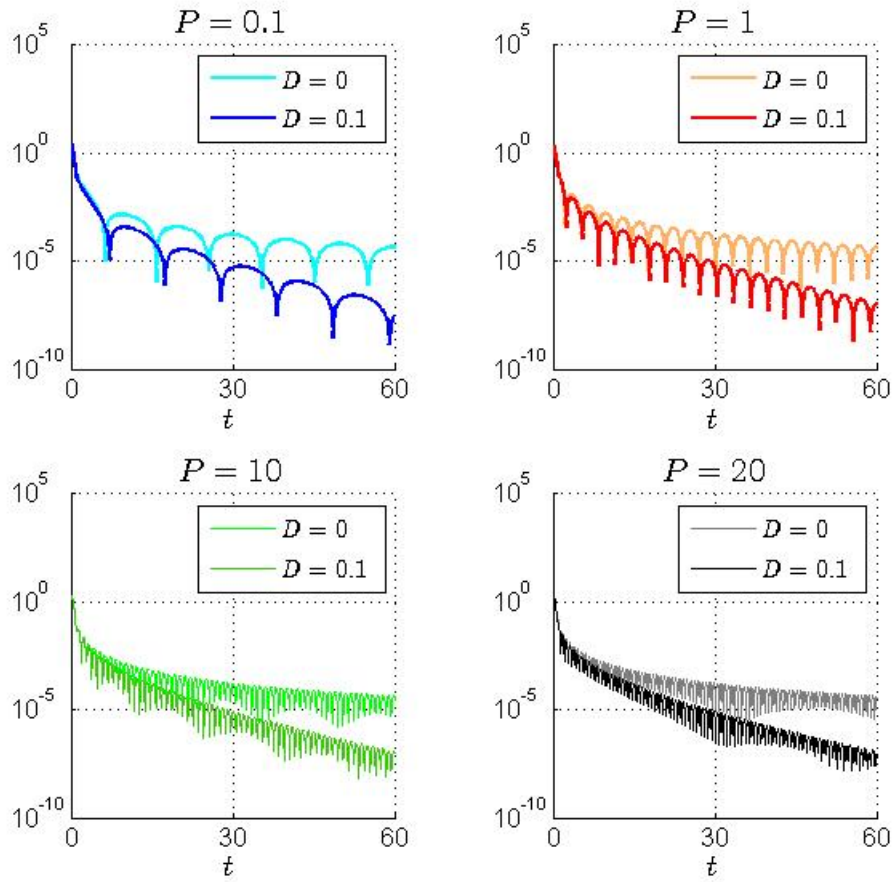 P = 0.1
10^5
10^0
10^-5
10^-10
D = 0
D = 0.1
0 30 60
t
P = 1
10^5
10^0
10^-5
10^-10
D = 0
D = 0.1
0 30 60
t
P = 10
10^5
10^0
10^-5
10^-10
D = 0
D = 0.1
0 30 60
t
P = 20
10^5
10^0
10^-5
10^-10
D = 0
D = 0.1
0 30 60
t